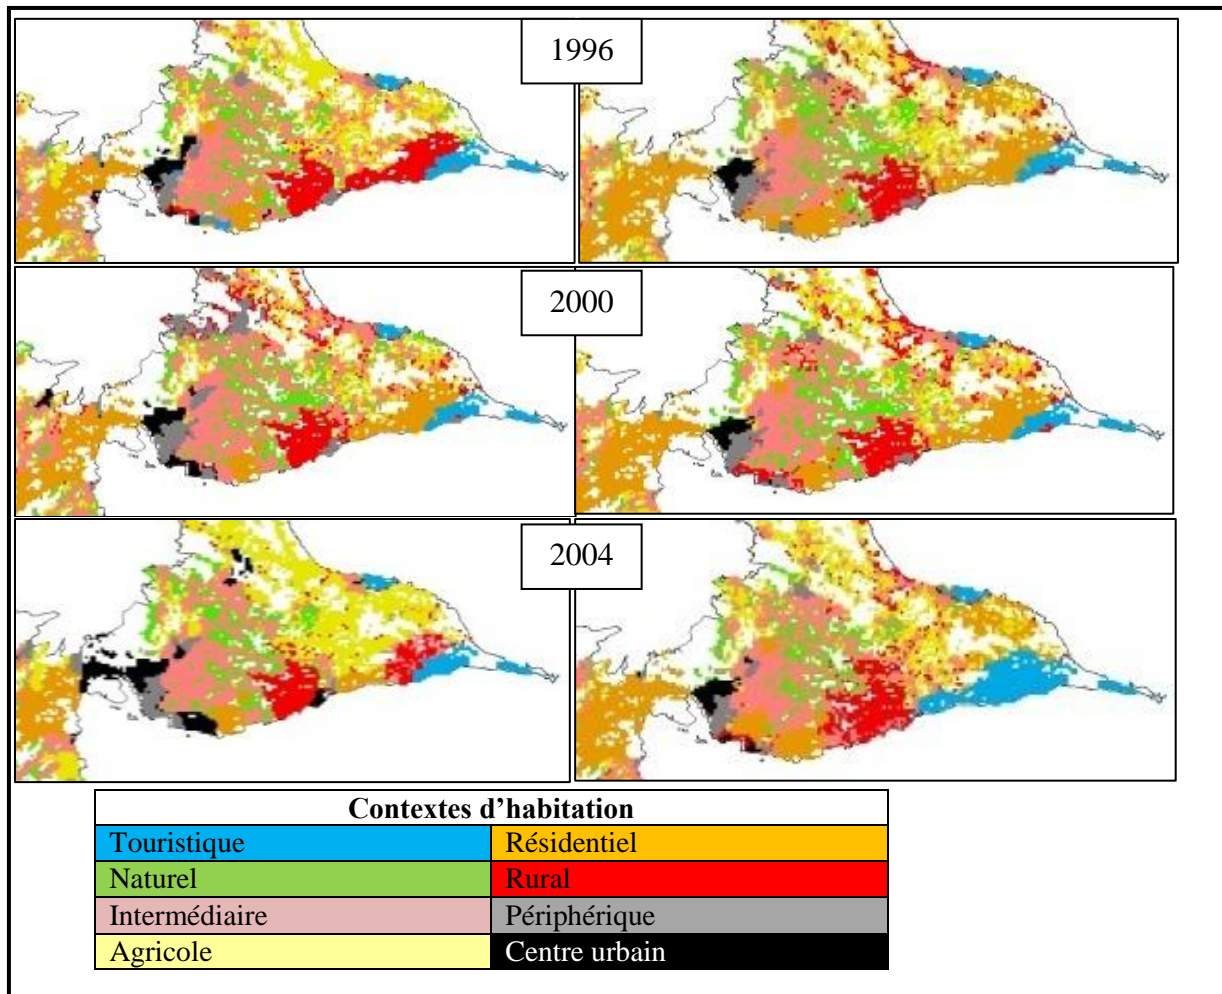 1996
2000
2004
Contextes d'habitation
Touristique Résidentiel
Naturel Rural
Intermédiaire Périphérique
Agricole Centre urbain